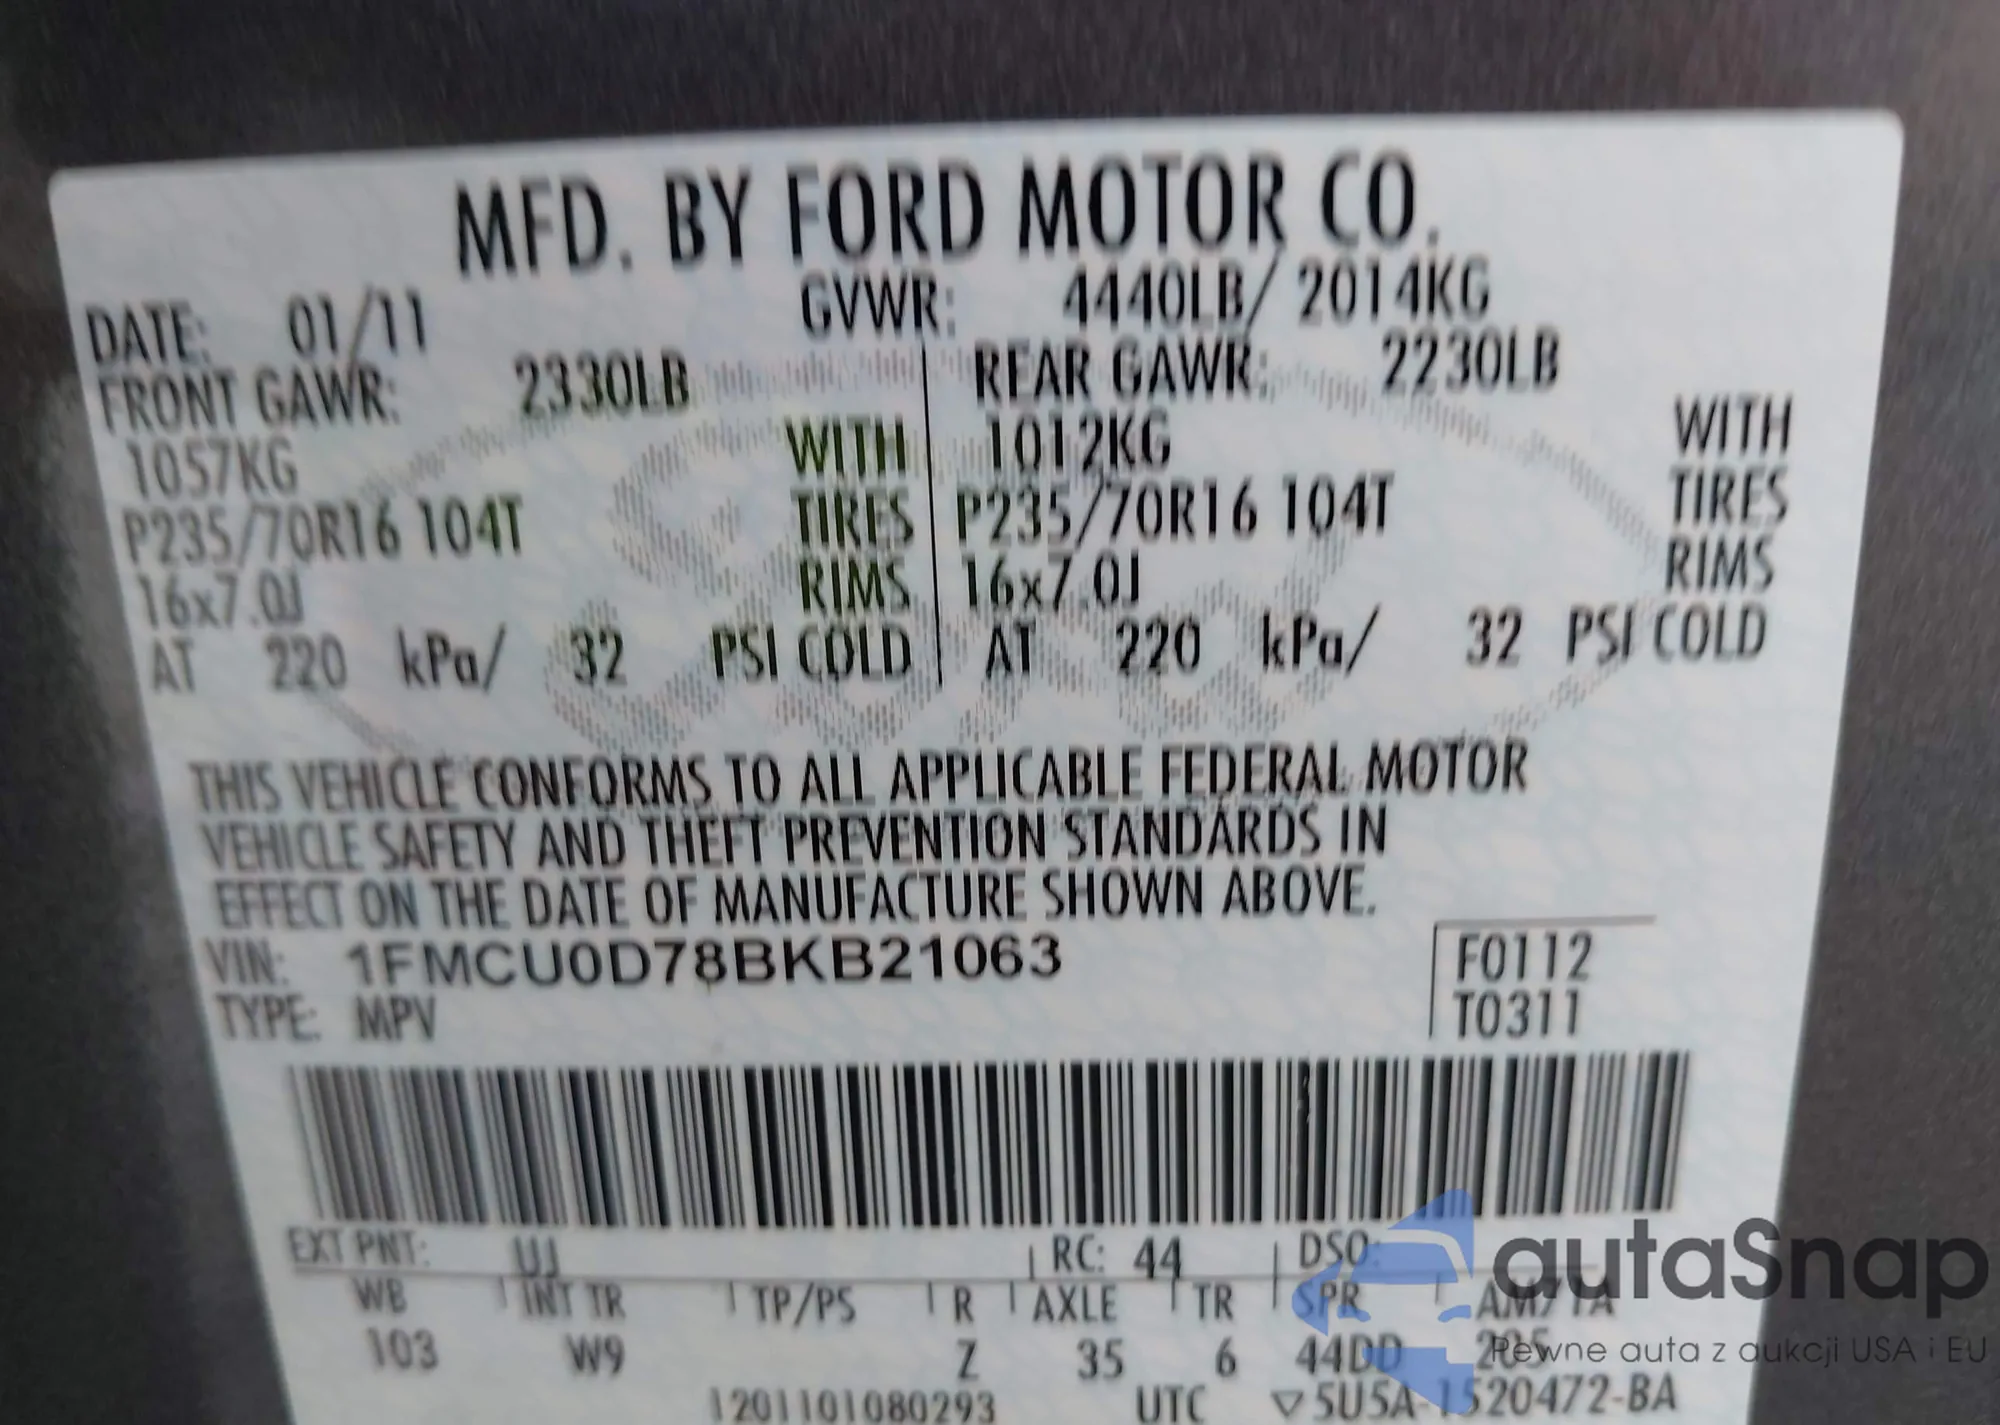 MFD. BY FORD MOTOR CO.
DATE: 01/11 GVWR: 4440LB/ 2014KG
FRONT GAWR: 2330LB REAR GAWR: 2230LB
1057KG WITH 1012KG WITH
P235/70R16 104T TIRES P235/70R16 104T TIRES
16x7.0J RIMS 16x7.0J RIMS
AT 220 kPa/ 32 PSI COLD AT 220 kPa/ 32 PSI COLD
THIS VEHICLE CONFORMS TO ALL APPLICABLE FEDERAL MOTOR
VEHICLE SAFETY AND THEFT PREVENTION STANDARDS IN
EFFECT ON THE DATE OF MANUFACTURE SHOWN ABOVE.
VIN: 1FMCU0D78BKB21063 F0112
TYPE: MPV T0311
EXT PNT: UJ RC: 44 DSO:
WB INT TR TP/PS R AXLE TR SPR AM71A
103 W9 Z 35 6 44DD
1201101080293 UTC ▽5U5A-1520472-BA
autaSnap
Pewne auta z aukcji USA i EU